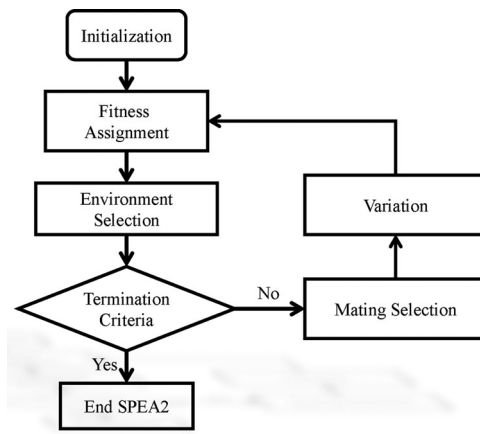 Initialization
Fitness
Assignment
Environment
Selection
Variation
Termination
Criteria
No
Mating Selection
Yes
End SPEA2